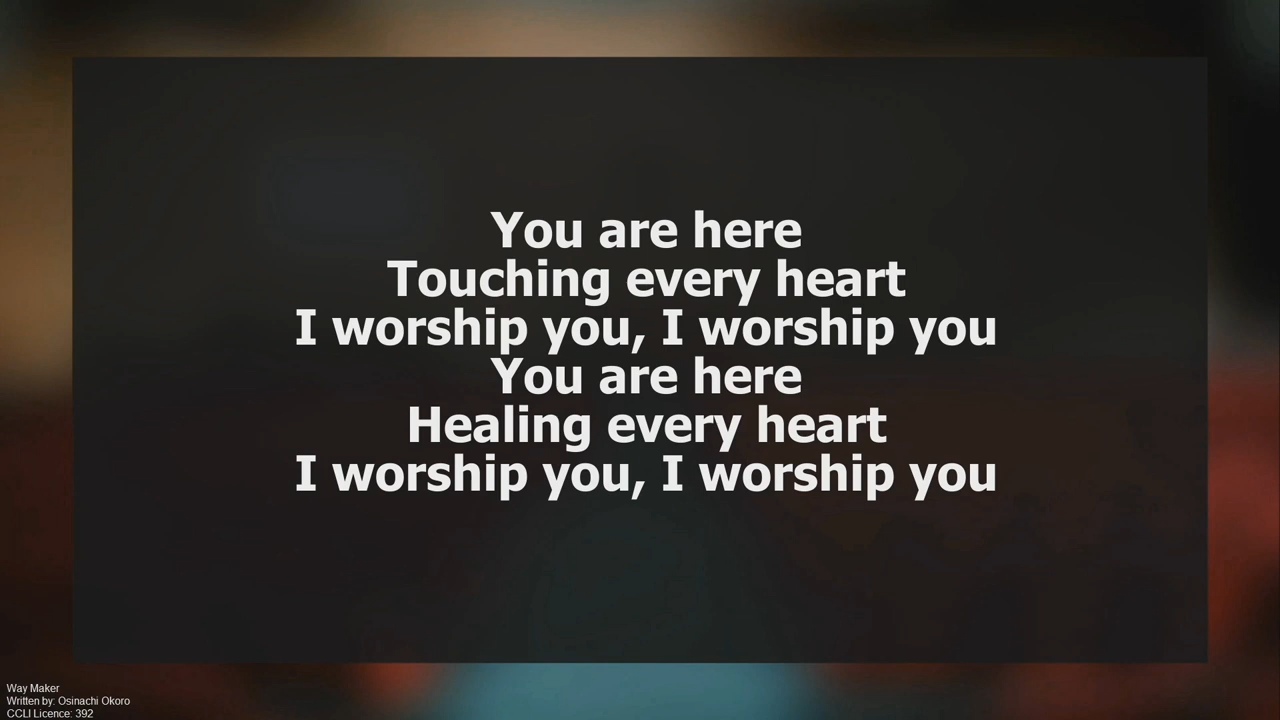 You are here
Touching every heart
I worship you, I worship you
You are here
Healing every heart
I worship you, I worship you
Way Maker
Written by: Osinachi Okoro
CCLI Licence: 392